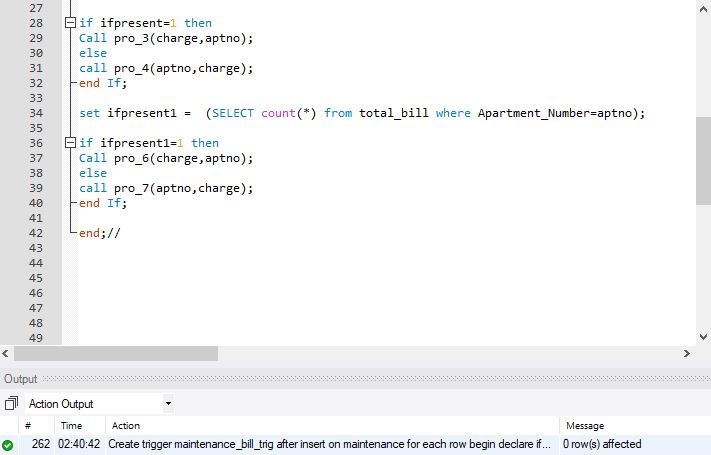 27
28 if ifpresent=1 then
29 Call pro_3(charge,aptno);
30 else
31 call pro_4(aptno,charge);
32 end If;
33
34 set ifpresent1 =  (SELECT count(*) from total_bill where Apartment_Number=aptno);
35
36 if ifpresent1=1 then
37 Call pro_6(charge,aptno);
38 else
39 call pro_7(aptno,charge);
40 end If;
41
42 end;//
43
44
45
46
47
48
49
Output
Action Output
# Time Action Message
262 02:40:42 Create trigger maintenance_bill_trig after insert on maintenance for each row begin declare if... 0 row(s) affected